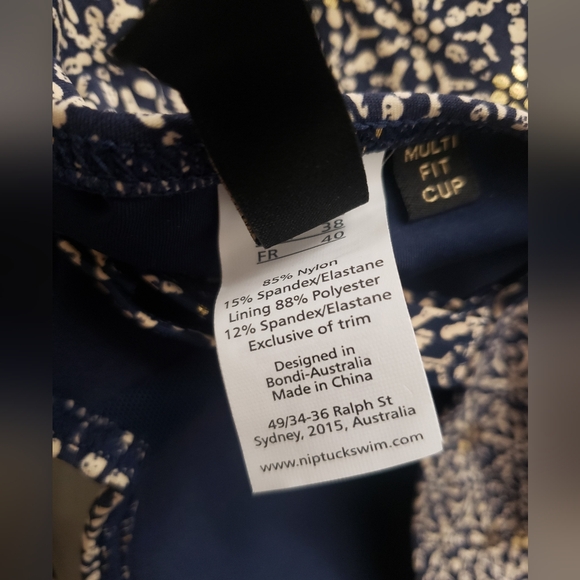 38
FR 40
85% Nylon
15% Spandex/Elastane
Lining 88% Polyester
12% Spandex/Elastane
Exclusive of trim
Designed in
Bondi-Australia
Made in China
49/34-36 Ralph St
Sydney, 2015, Australia
www.niptuckswim.com
MULTI
FIT
CUP